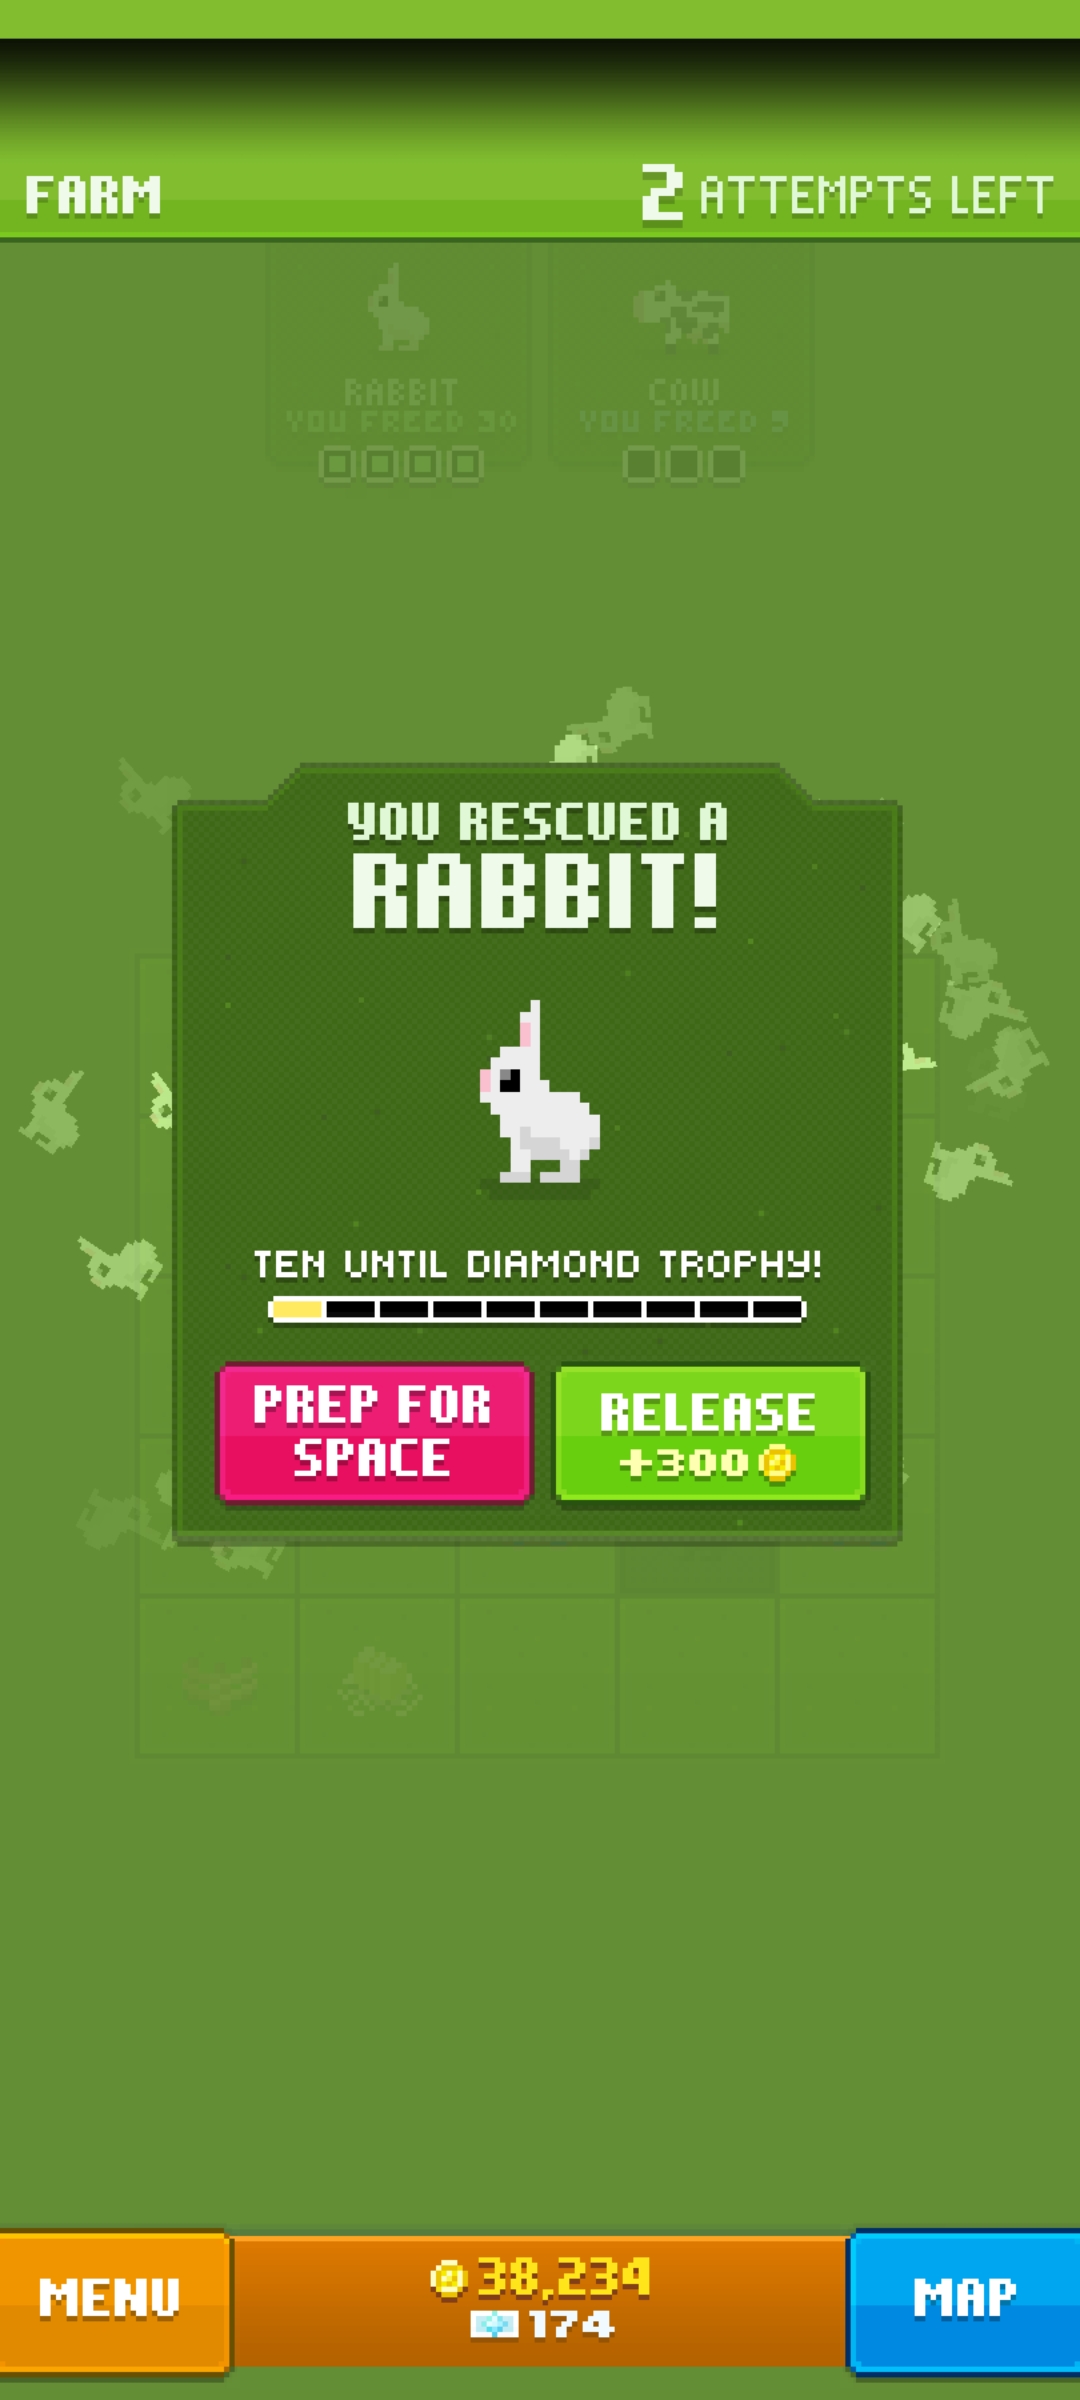 FARM
2 ATTEMPTS LEFT
RABBIT
YOU FREED 30
COW
YOU FREED 9
YOU RESCUED A
RABBIT!
TEN UNTIL DIAMOND TROPHY!
PREP FOR
SPACE
RELEASE
+300
MENU
38,234
174
MAP